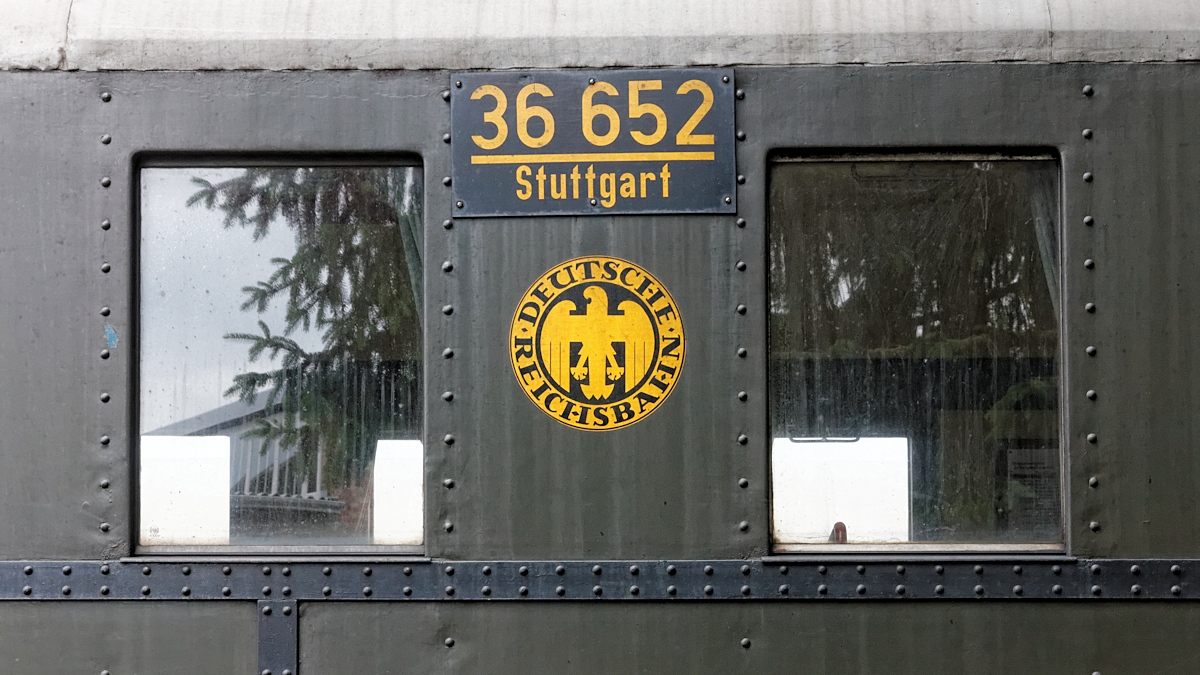 36 652
Stuttgart
DEUTSCHE
REICHSBAHN